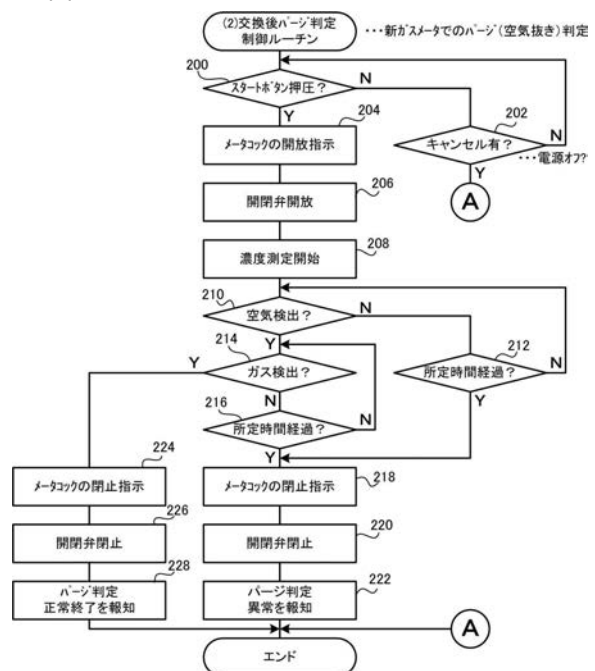 (2)交換後ﾊﾟｰｼﾞ判定
制御ルーチン
･･･新ガスメータでのﾊﾟｰｼﾞ(空気抜き)判定
200
ｽﾀｰﾄﾎﾞﾀﾝ押圧?
N
Y
204
202
ﾒｰﾀｺｯｸの開放指示
キャンセル有?
N
･･･電源オフ?
Y
A
206
開閉弁開放
208
濃度測定開始
210
空気検出?
N
Y
214
212
Y
ガス検出?
所定時間経過?
N
N
Y
216
所定時間経過?
N
Y
224
ﾒｰﾀｺｯｸの閉止指示
ﾒｰﾀｺｯｸの閉止指示
218
226
開閉弁閉止
開閉弁閉止
220
228
222
ﾊﾟｰｼﾞ判定
正常終了を報知
パージ判定
異常を報知
A
エンド